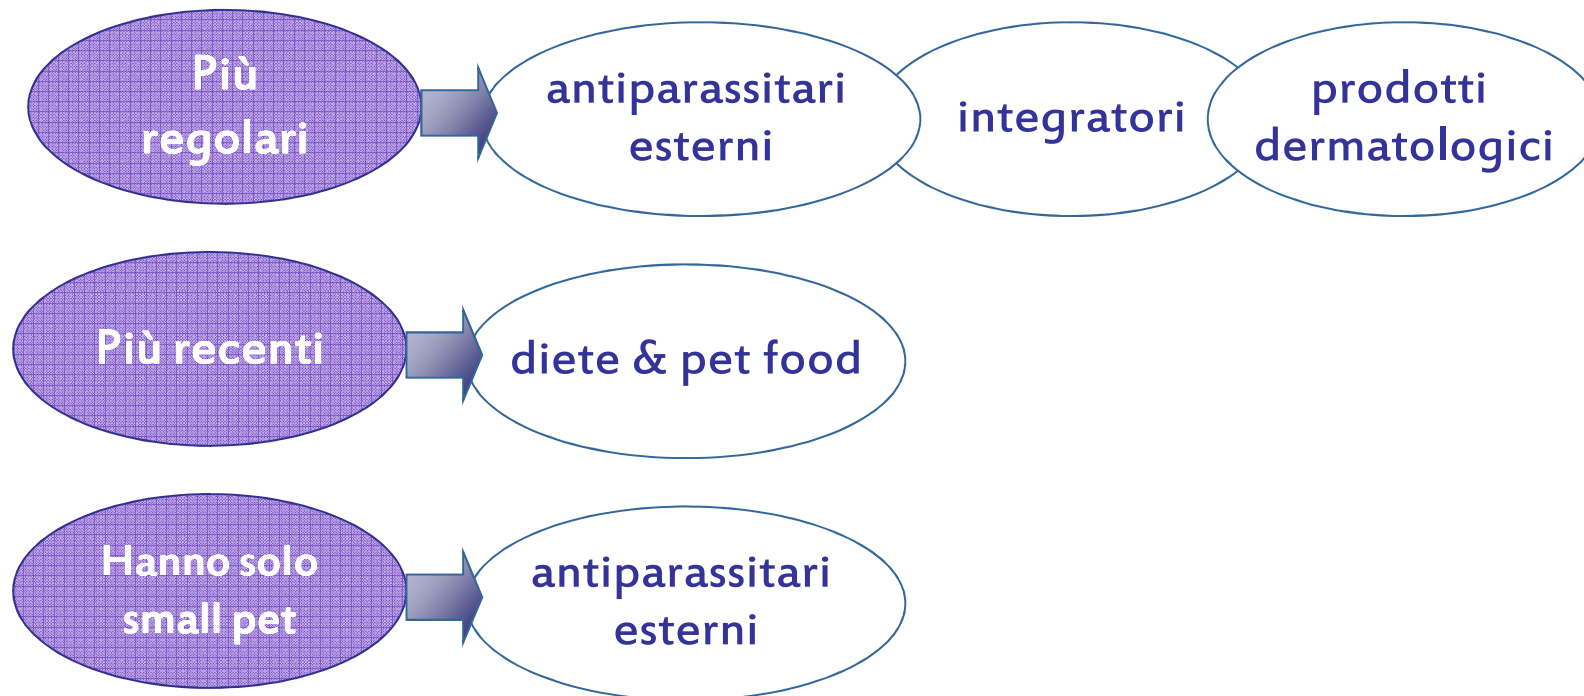 Più
regolari
antiparassitari
esterni
integratori
prodotti
dermatologici
Più recenti
diete & pet food
Hanno solo
small pet
antiparassitari
esterni